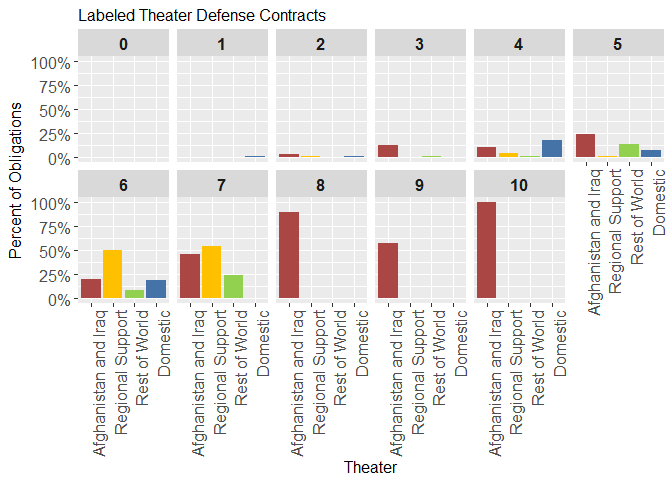 Labeled Theater Defense Contracts
0 1 2 3 4 5
100%
75%
50%
25%
0%
6 7 8 9 10
100%
75%
50%
25%
0%
Percent of Obligations
Afghanistan and Iraq
Regional Support
Rest of World
Domestic
Afghanistan and Iraq
Regional Support
Rest of World
Domestic
Afghanistan and Iraq
Regional Support
Rest of World
Domestic
Afghanistan and Iraq
Regional Support
Rest of World
Domestic
Afghanistan and Iraq
Regional Support
Rest of World
Domestic
Afghanistan and Iraq
Regional Support
Rest of World
Domestic
Theater